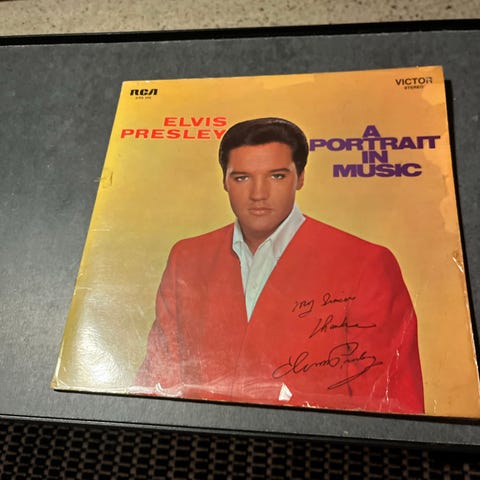 RCA
VICTOR
STEREO
ELVIS
PRESLEY
A
PORTRAIT
IN
MUSIC
my sincere
thanks
Elvis Presley